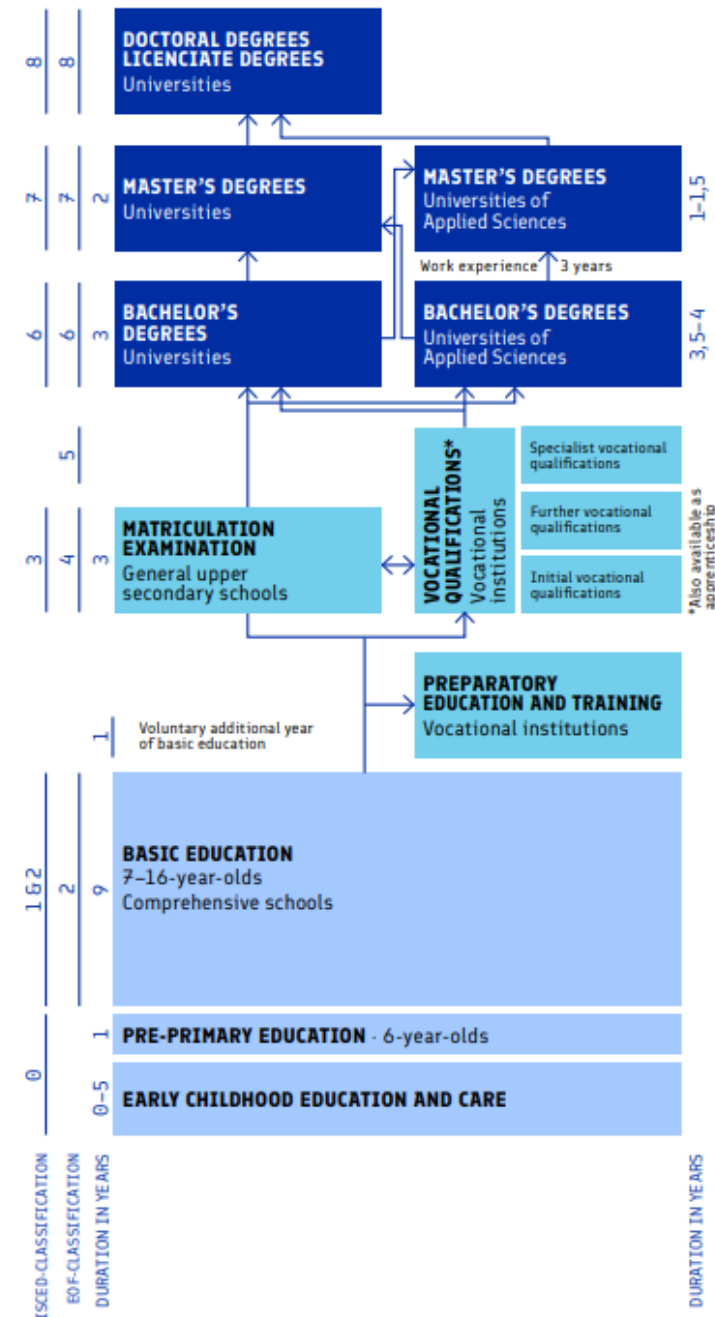 8
8
DOCTORAL DEGREES
LICENCIATE DEGREES
Universities
7
7
2
MASTER'S DEGREES
Universities
MASTER'S DEGREES
Universities of
Applied Sciences
1–1,5
Work experience
3 years
6
6
3
BACHELOR'S
DEGREES
Universities
BACHELOR'S DEGREES
Universities of
Applied Sciences
3,5–4
5
3
4
3
MATRICULATION
EXAMINATION
General upper
secondary schools
VOCATIONAL
QUALIFICATIONS*
Vocational
institutions
Specialist vocational
qualifications
Further vocational
qualifications
Initial vocational
qualifications
*Also available as
apprenticeship
PREPARATORY
EDUCATION AND TRAINING
Vocational institutions
1
Voluntary additional year
of basic education
1&2
2
9
BASIC EDUCATION
7–16-year-olds
Comprehensive schools
0
1
PRE-PRIMARY EDUCATION · 6-year-olds
0–5
EARLY CHILDHOOD EDUCATION AND CARE
ISCED-CLASSIFICATION
EQF-CLASSIFICATION
DURATION IN YEARS
DURATION IN YEARS